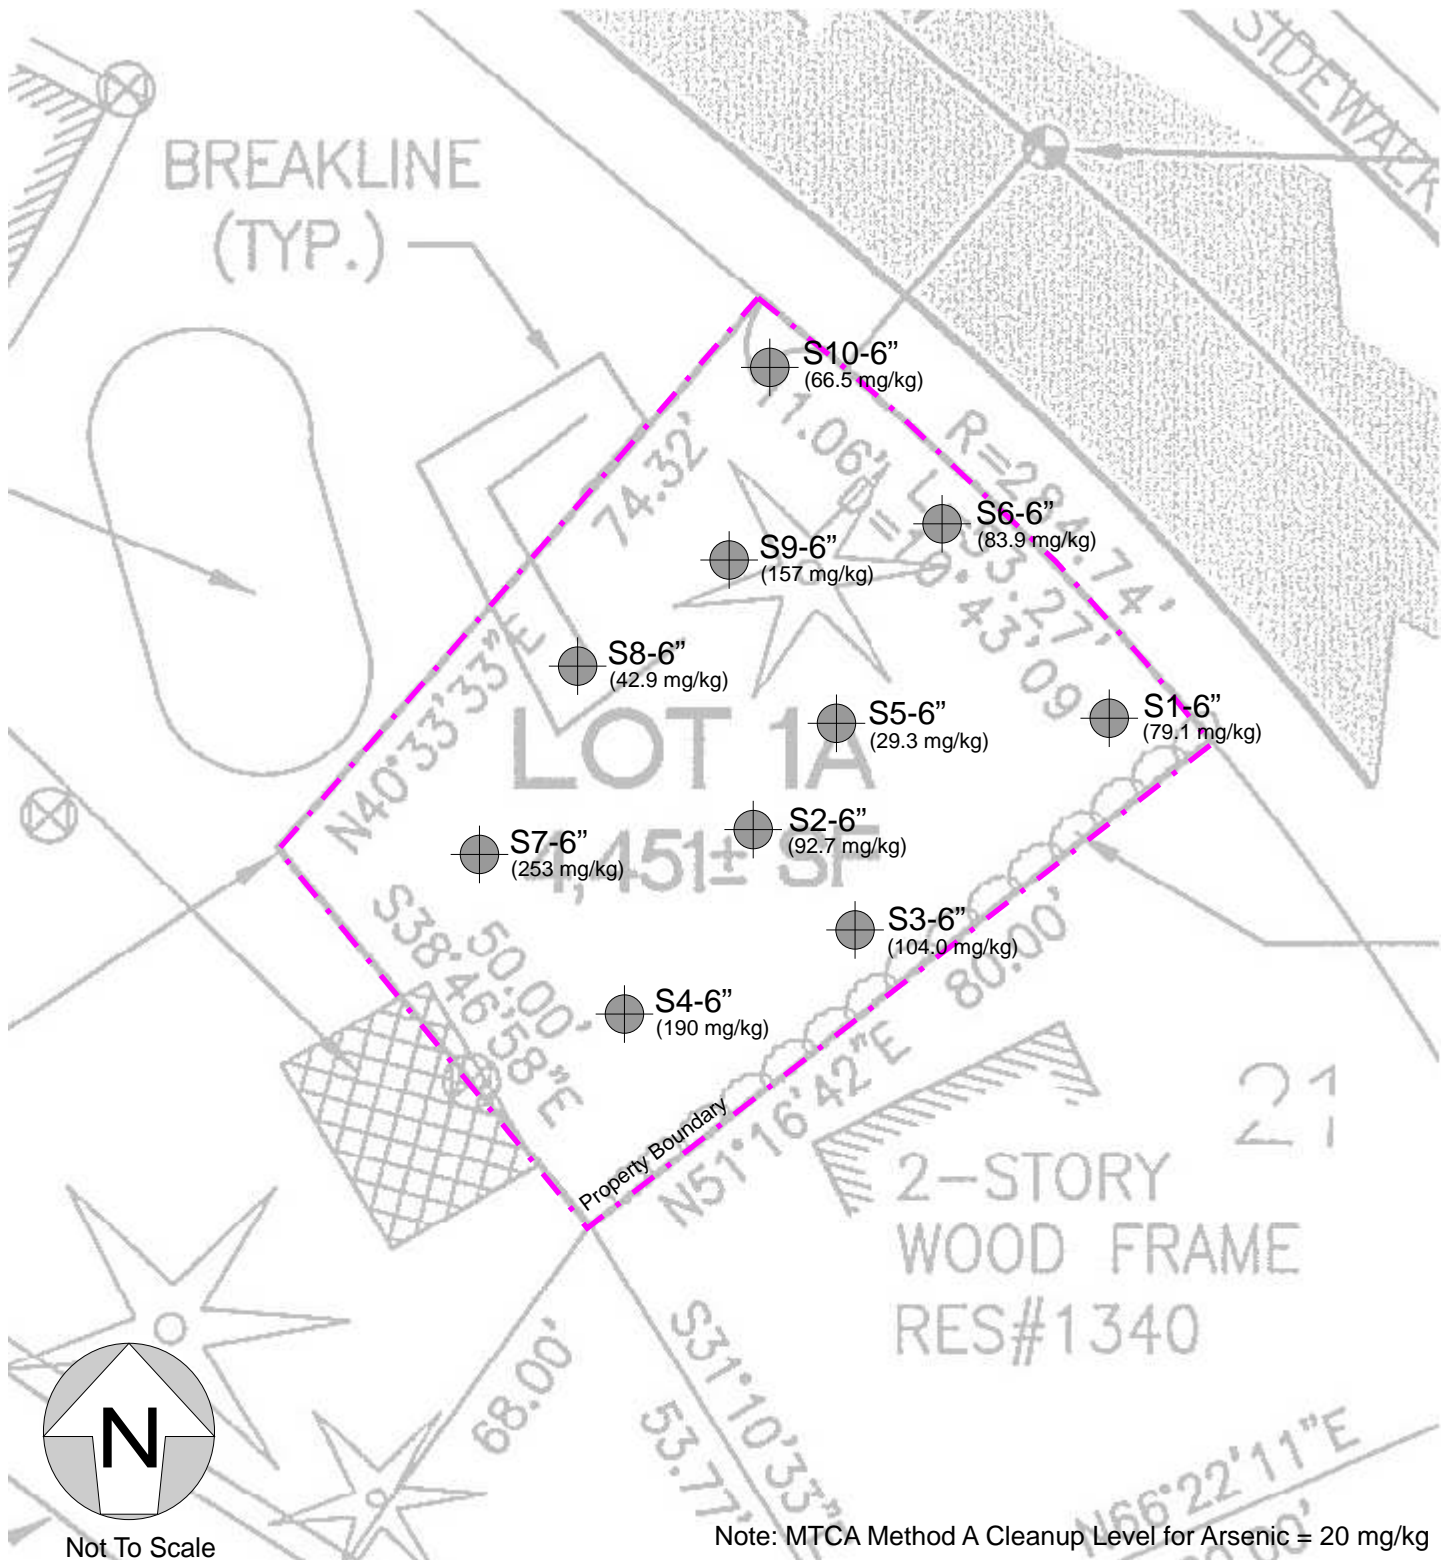 SIDEWALK
BREAKLINE
(TYP.)
S10-6”
(66.5 mg/kg)
74.32'
R=284.74'
S6-6”
(83.9 mg/kg)
S9-6”
(157 mg/kg)
S8-6”
(42.9 mg/kg)
N40°33'33"E
S5-6”
(29.3 mg/kg)
S1-6”
(79.1 mg/kg)
LOT 1A
4,451± SF
S2-6”
(92.7 mg/kg)
S7-6”
(253 mg/kg)
S3-6”
(104.0 mg/kg)
S38°46'58"E
50.00'
80.00'
S4-6”
(190 mg/kg)
N51°16'42"E
Property Boundary
21
2-STORY
WOOD FRAME
RES#1340
68.00'
S31°10'33"
53.77'
N66°22'11"E
N
Not To Scale
Note: MTCA Method A Cleanup Level for Arsenic = 20 mg/kg